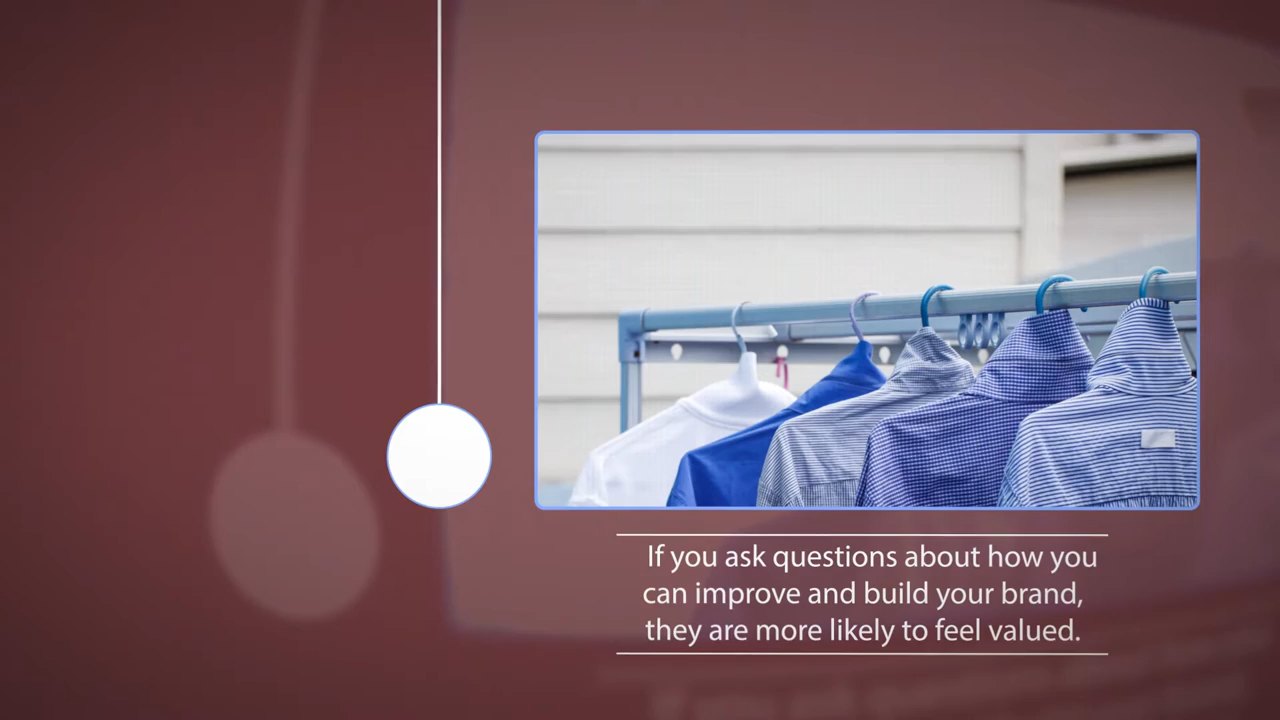 If you ask questions about how you
can improve and build your brand,
they are more likely to feel valued.